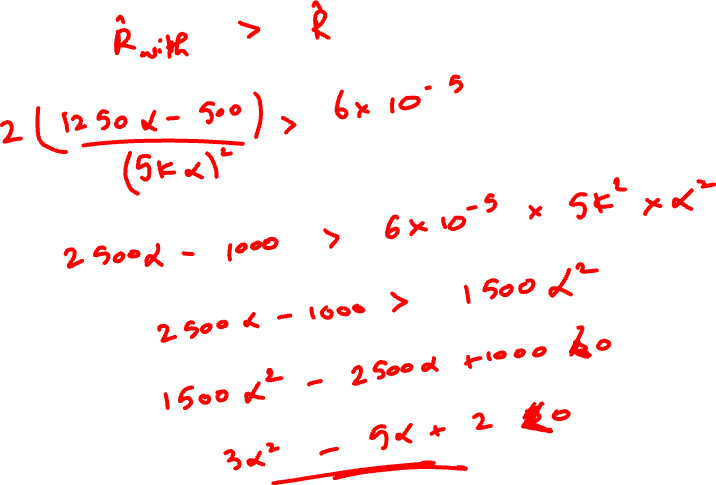 R̂ with > R̂
2 ( (1250α - 500) / (5kα)² ) > 6 × 10⁻⁵
2500α - 1000 > 6 × 10⁻⁵ × 5k² × α²
2500α - 1000 > 1500α²
1500α² - 2500α + 1000 < 0
3α² - 5α + 2 < 0